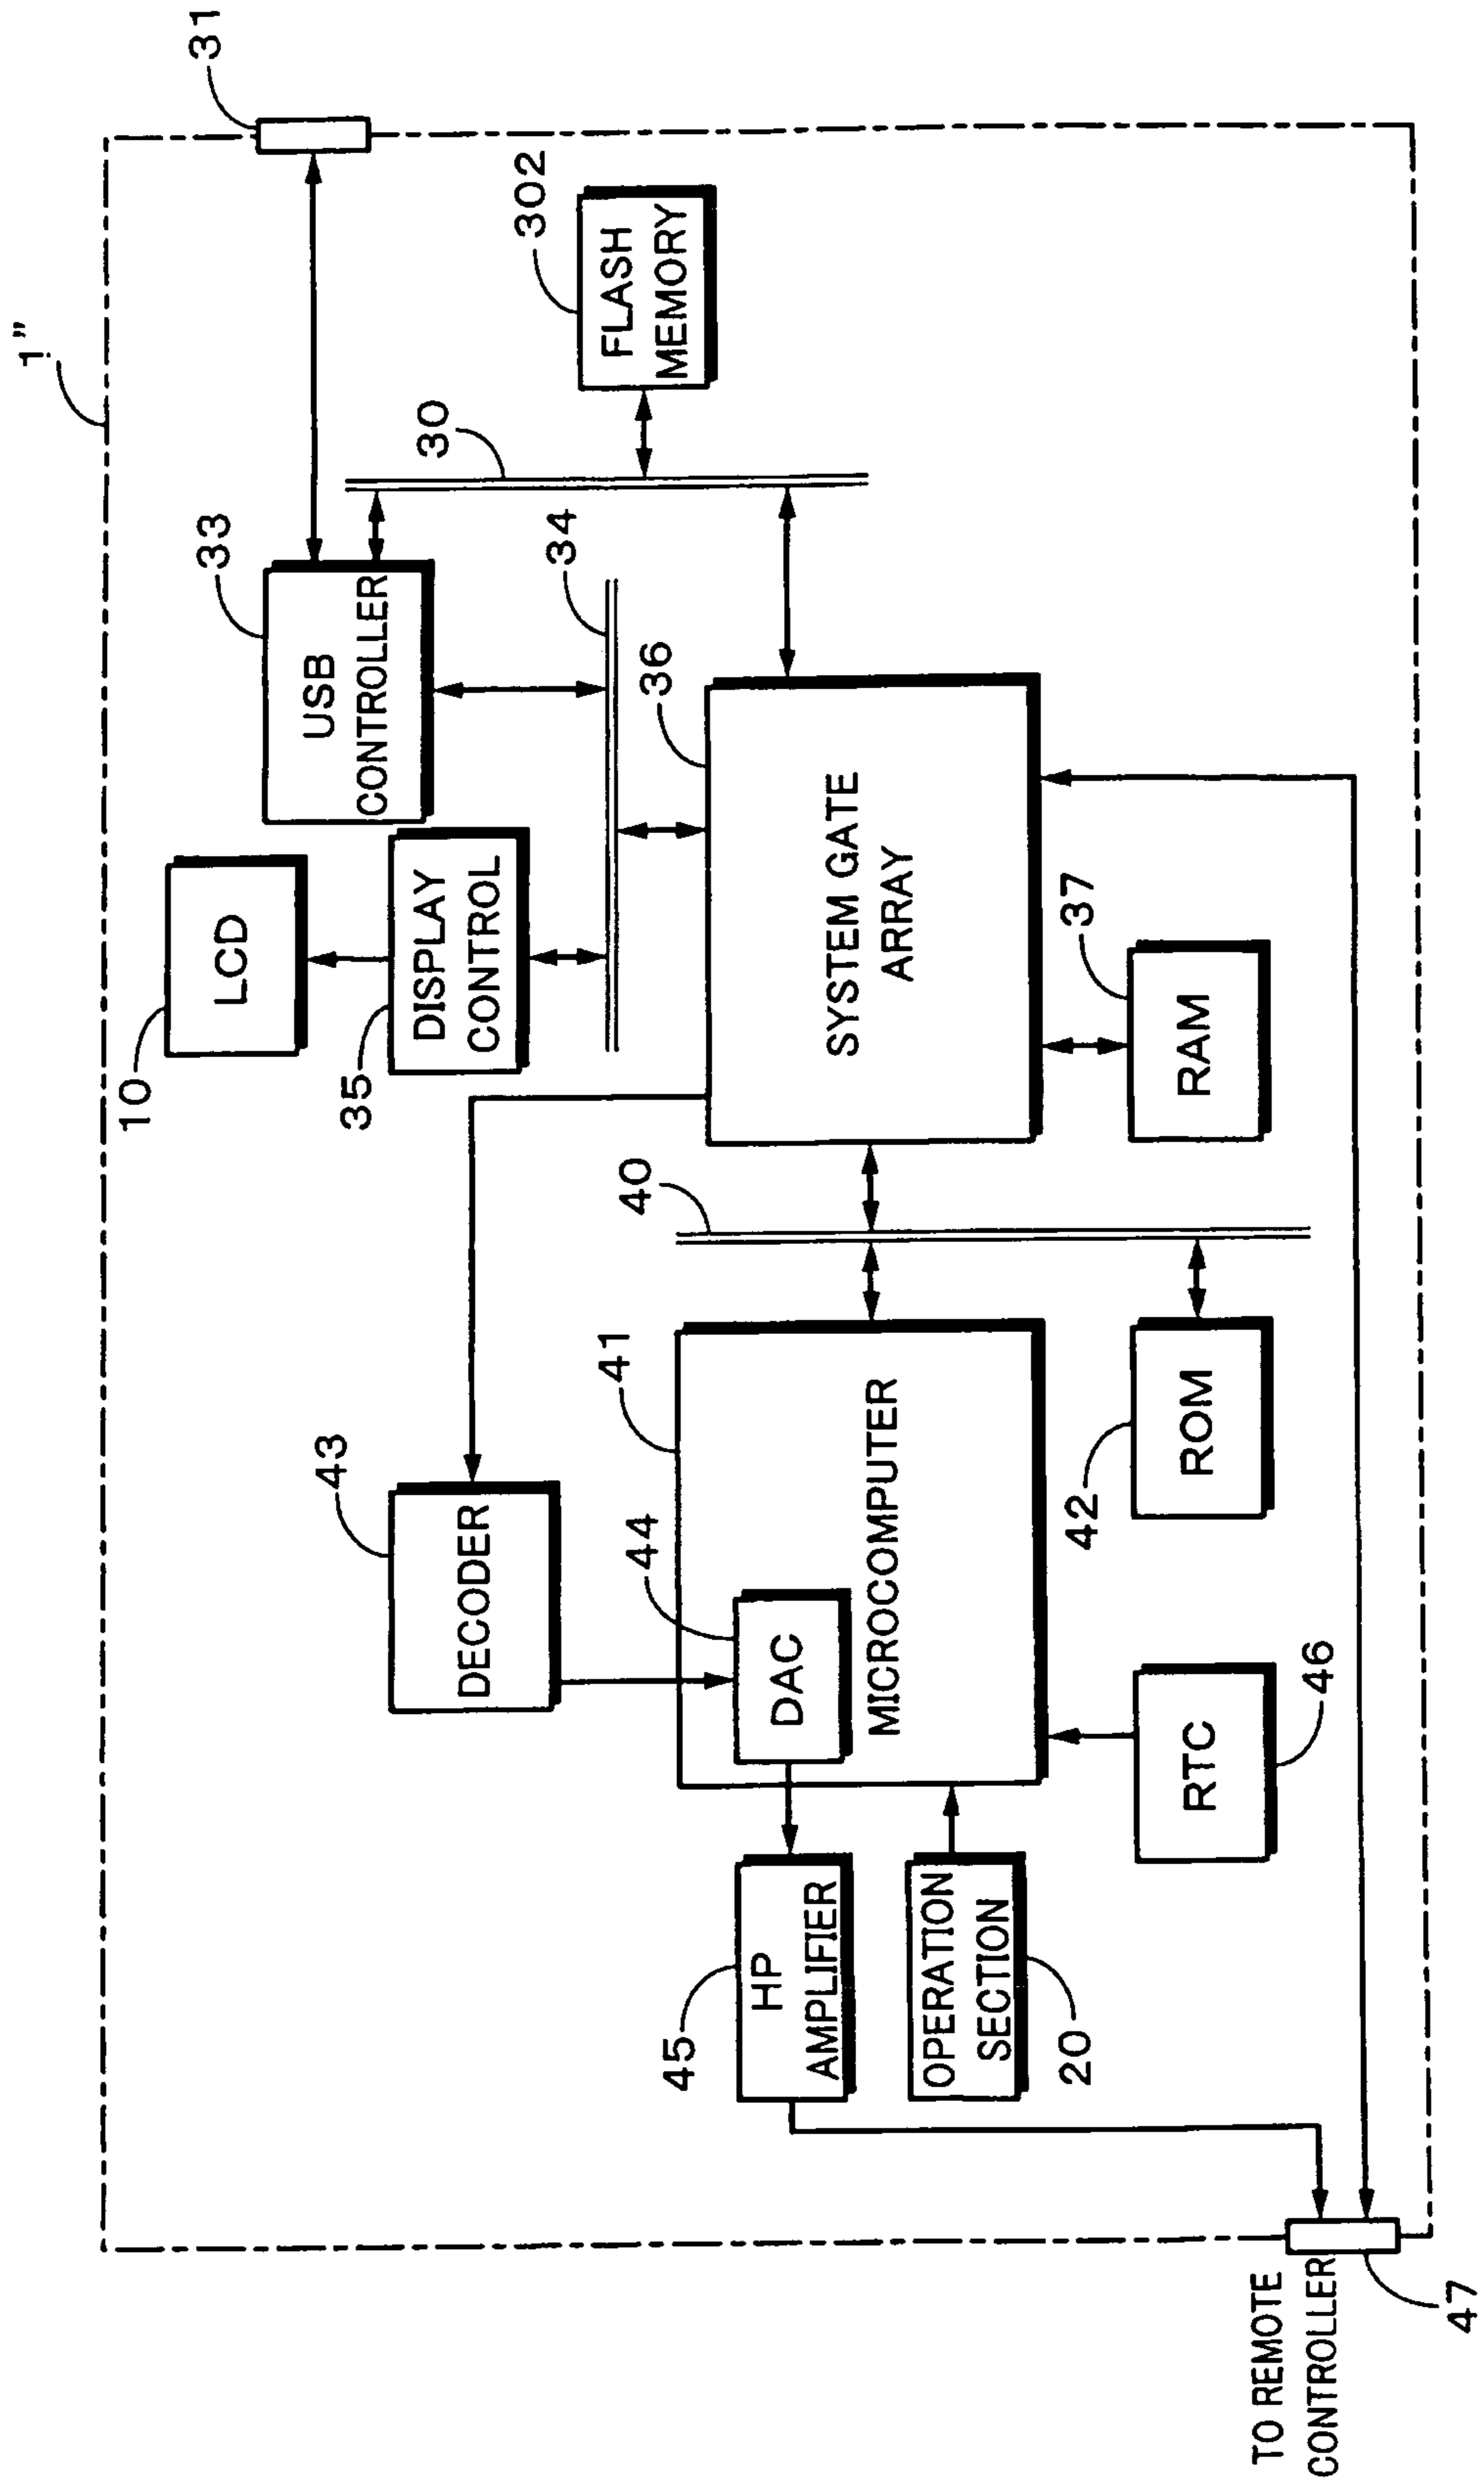 1”
31
33
USB
CONTROLLER
10
LCD
35
DISPLAY
CONTROL
30
302
FLASH
MEMORY
34
36
SYSTEM GATE
ARRAY
37
RAM
40
43
DECODER
41
MICROCOMPUTER
44
DAC
42
ROM
45
HP
AMPLIFIER
OPERATION
SECTION
20
RTC
46
TO REMOTE
CONTROLLER
47